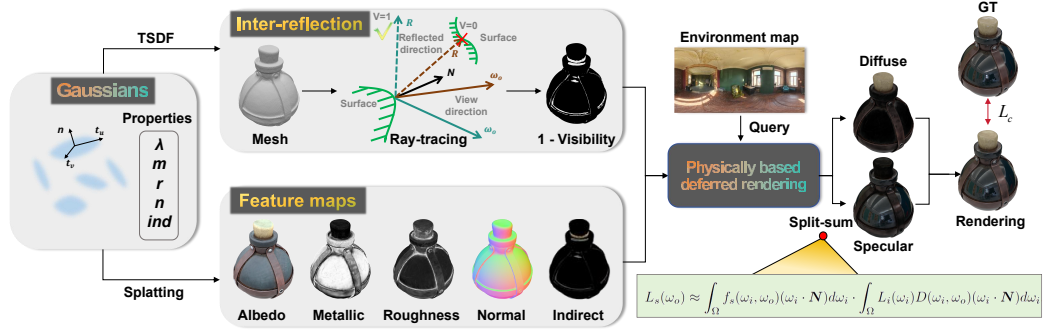 TSDF
Gaussians
Properties
n
t_u
t_v
λ
m
r
n
ind
Splatting
Inter-reflection
V=1
R
V=0
Reflected
direction
Surface
R
N
ω_o
Surface
View
direction
ω_o
Mesh
Ray-tracing
1 - Visibility
Feature maps
Albedo
Metallic
Roughness
Normal
Indirect
Environment map
Query
Physically based
deferred rendering
Diffuse
Split-sum
Specular
GT
L_c
Rendering
L_s(ω_o) ≈ ∫_Ω f_s(ω_i, ω_o)(ω_i · N)dω_i · ∫_Ω L_i(ω_i)D(ω_i, ω_o)(ω_i · N)dω_i